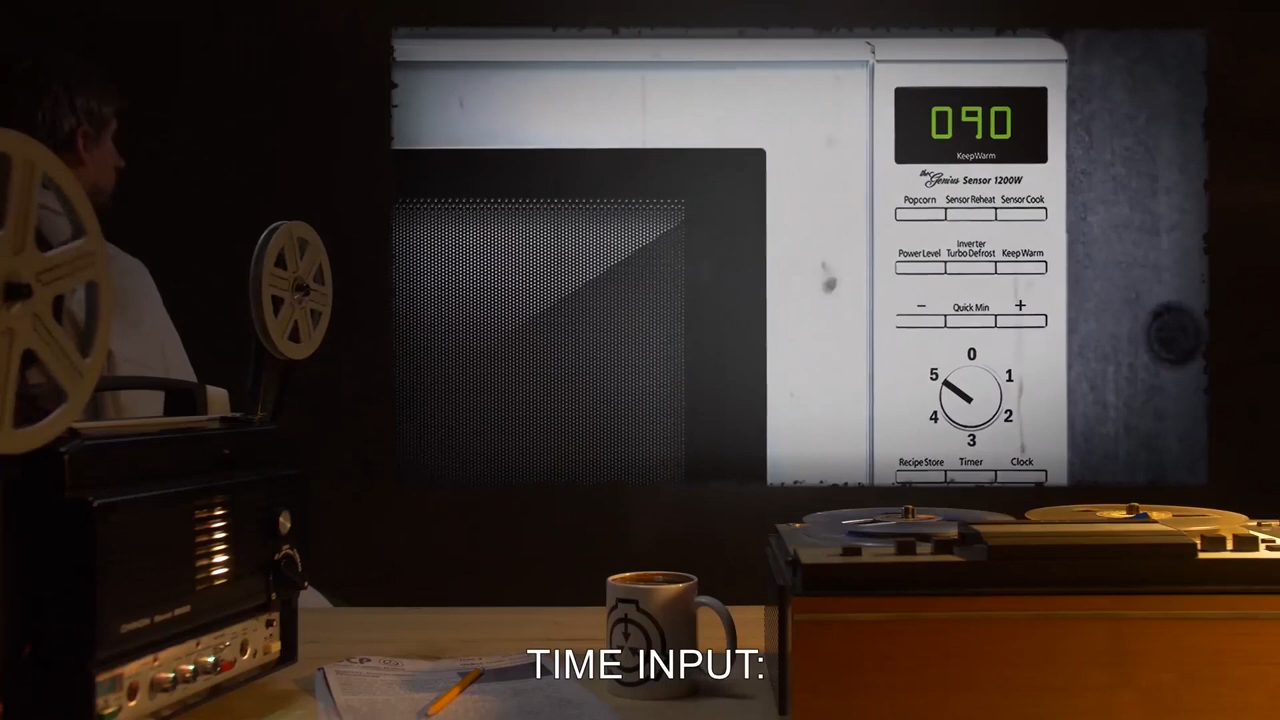 090
KeepWarm
the Genius Sensor 1200W
Popcorn Sensor Reheat Sensor Cook
Power Level Inverter Turbo Defrost Keep Warm
− Quick Min +
0
5 1
4 2
3
Recipe Store Timer Clock
TIME INPUT: